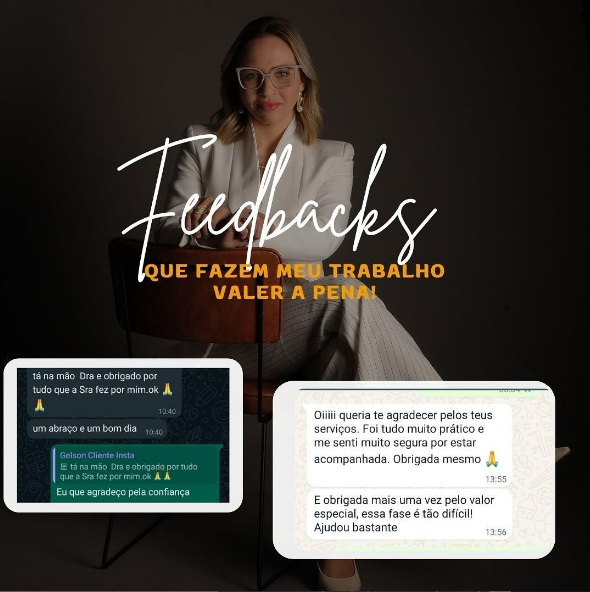 Feedbacks
QUE FAZEM MEU TRABALHO
VALER A PENA!
tá na mão Dra e obrigado por
tudo que a Sra fez por mim.ok 🙏
🙏
10:40
um abraço e um bom dia 10:40
Gelson Cliente Insta
tá na mão Dra e obrigado por tudo
que a Sra fez por mim.ok 🙏
Eu que agradeço pela confiança
Oiiiii queria te agradecer pelos teus
serviços. Foi tudo muito prático e
me senti muito segura por estar
acompanhada. Obrigada mesmo 🙏
13:55
E obrigada mais uma vez pelo valor
especial, essa fase é tão difícil!
Ajudou bastante
13:56